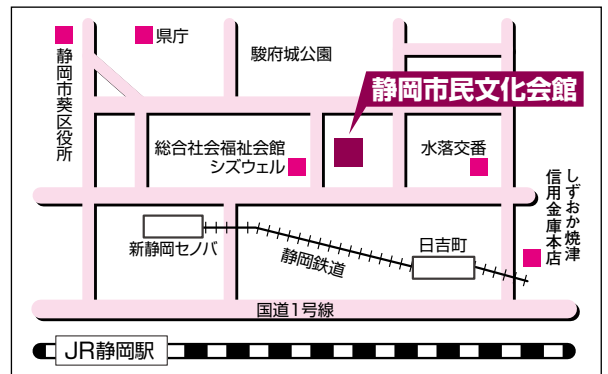 県庁
駿府城公園
静岡市葵区役所
静岡市民文化会館
総合社会福祉会館
シズウェル
水落交番
しずおか焼津
信用金庫本店
新静岡セノバ
静岡鉄道
日吉町
国道1号線
JR静岡駅